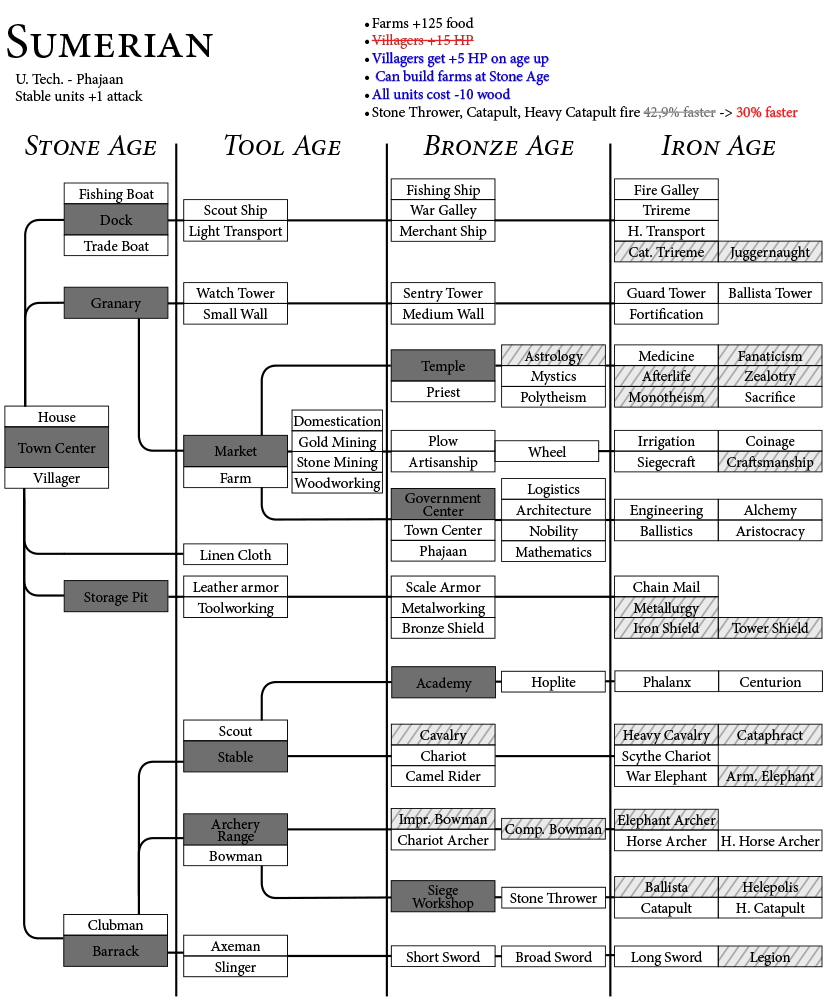 SUMERIAN
U. Tech. - Phajaan
Stable units +1 attack
• Farms +125 food
• Villagers +15 HP
• Villagers get +5 HP on age up
• Can build farms at Stone Age
• All units cost -10 wood
• Stone Thrower, Catapult, Heavy Catapult fire 42,9% faster -> 30% faster
STONE AGE TOOL AGE BRONZE AGE IRON AGE
Fishing Boat
Dock
Trade Boat
Scout Ship
Light Transport
Fishing Ship
War Galley
Merchant Ship
Fire Galley
Trireme
H. Transport
Cat. Trireme Juggernaught
Granary
Watch Tower
Small Wall
Sentry Tower
Medium Wall
Guard Tower Ballista Tower
Fortification
Temple
Priest
Astrology
Mystics
Polytheism
Medicine Fanaticism
Afterlife Zealotry
Monotheism Sacrifice
House
Town Center
Villager
Market
Farm
Domestication
Gold Mining
Stone Mining
Woodworking
Plow
Artisanship
Wheel
Irrigation Coinage
Siegecraft Craftsmanship
Government
Center
Town Center
Phajaan
Logistics
Architecture
Nobility
Mathematics
Engineering Alchemy
Ballistics Aristocracy
Linen Cloth
Storage Pit
Leather armor
Toolworking
Scale Armor
Metalworking
Bronze Shield
Chain Mail
Metallurgy
Iron Shield Tower Shield
Academy
Hoplite
Phalanx Centurion
Scout
Stable
Cavalry
Chariot
Camel Rider
Heavy Cavalry Cataphract
Scythe Chariot
War Elephant Arm. Elephant
Archery
Range
Bowman
Impr. Bowman
Chariot Archer
Comp. Bowman
Elephant Archer
Horse Archer H. Horse Archer
Siege
Workshop
Stone Thrower
Ballista Helepolis
Catapult H. Catapult
Clubman
Barrack
Axeman
Slinger
Short Sword
Broad Sword
Long Sword Legion